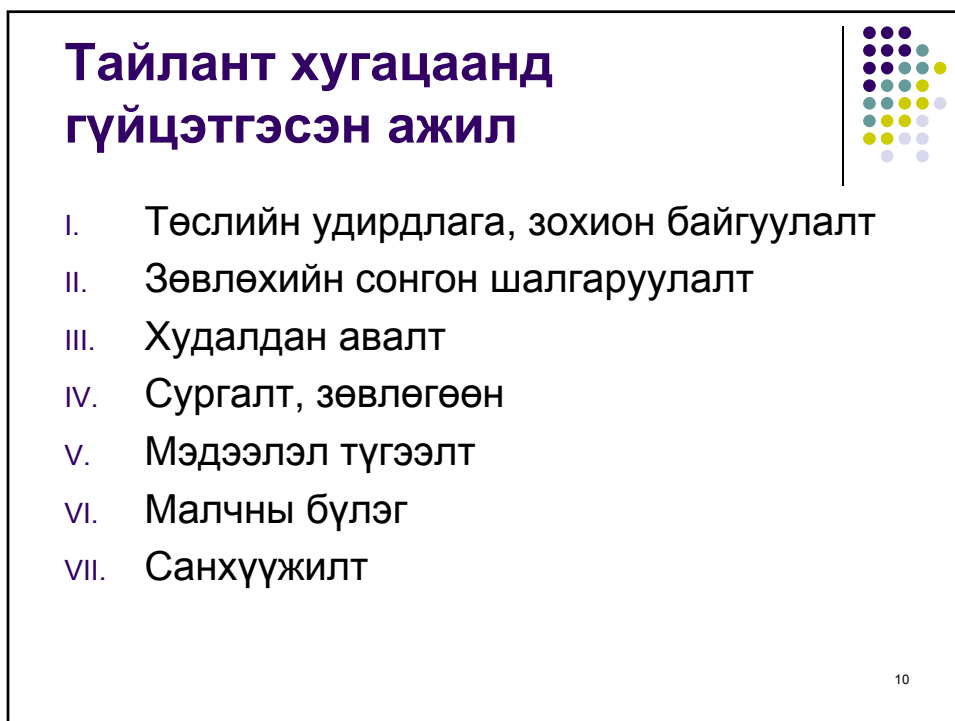 Тайлант хугацаанд
гүйцэтгэсэн ажил
I. Төслийн удирдлага, зохион байгуулалт
II. Зөвлөхийн сонгон шалгаруулалт
III. Худалдан авалт
IV. Сургалт, зөвлөгөөн
V. Мэдээлэл түгээлт
VI. Малчны бүлэг
VII. Санхүүжилт
10